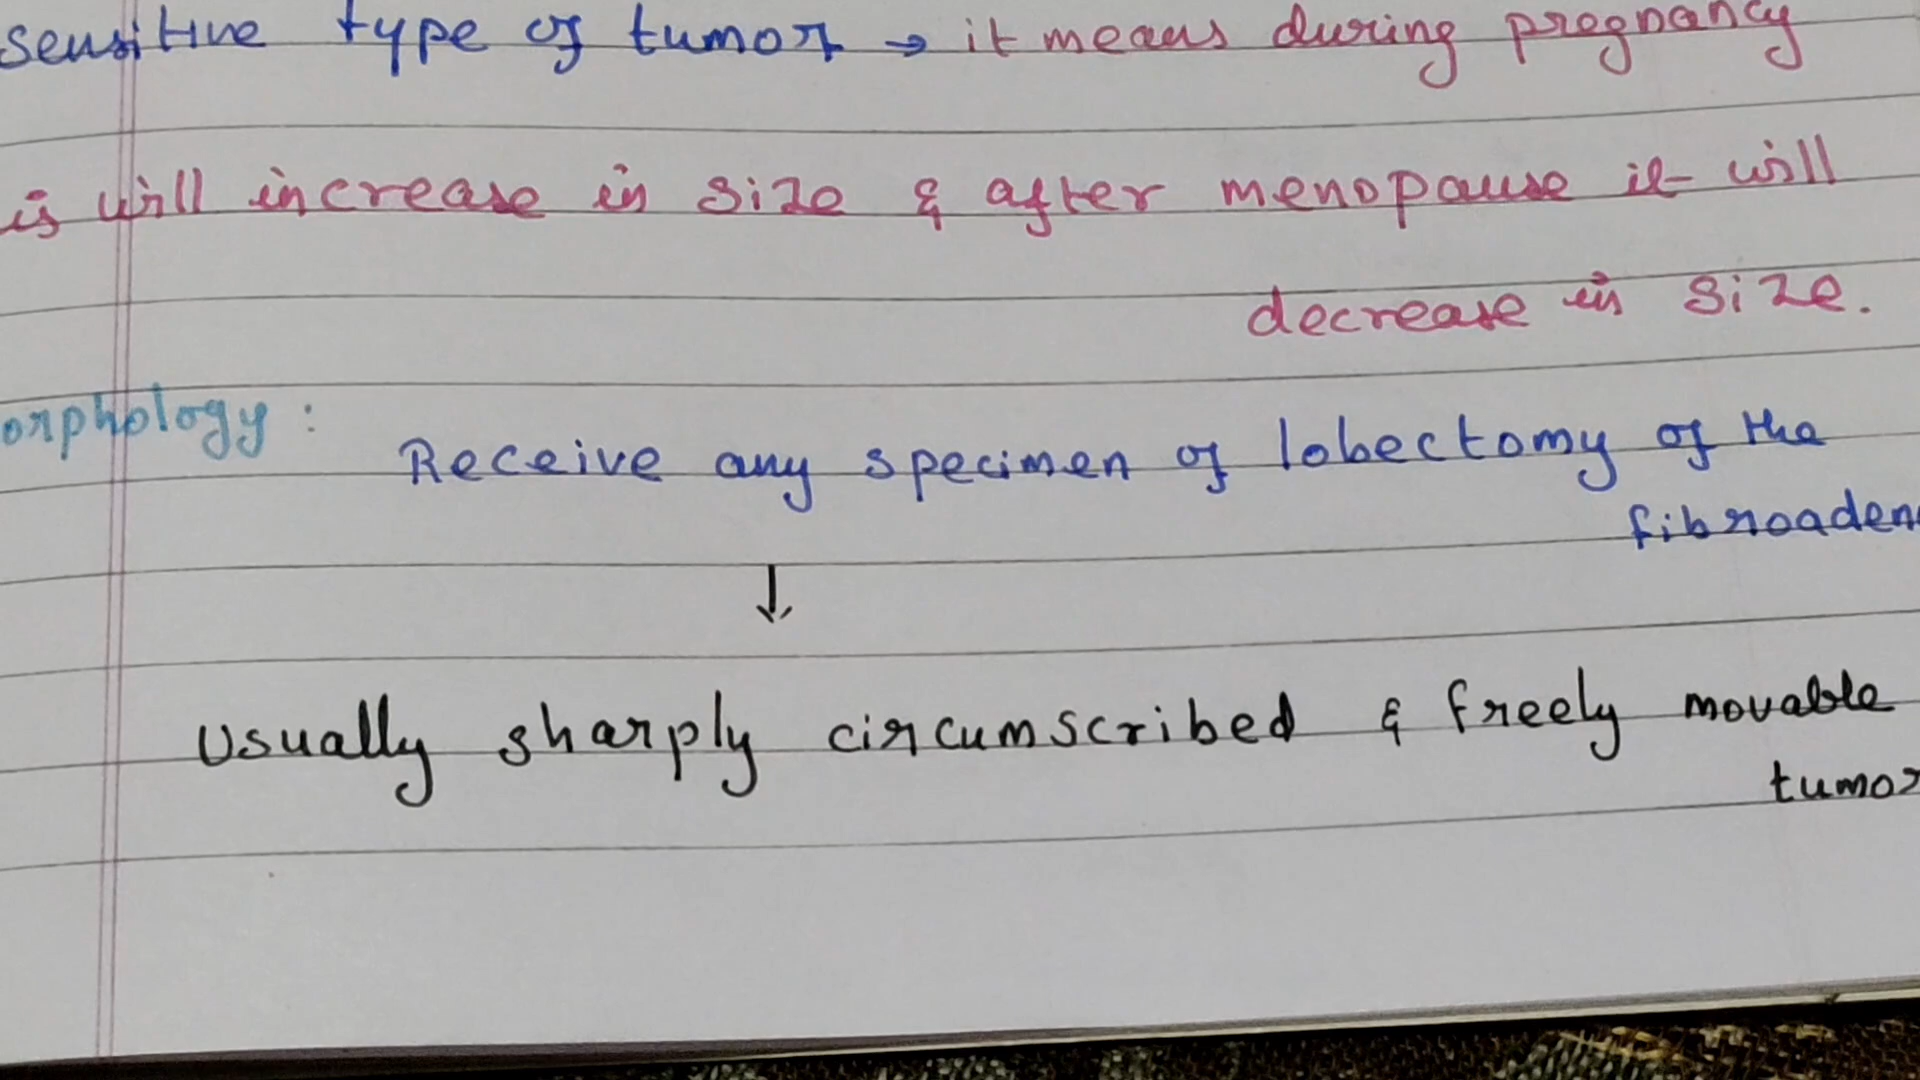 sensitive type of tumor → it means during pregnancy
is will increase in size & after menopause it will
decrease in size.
orphology :
Receive any specimen of lobectomy of the
fibroaden
↓
Usually sharply circumscribed & freely movable
tumor